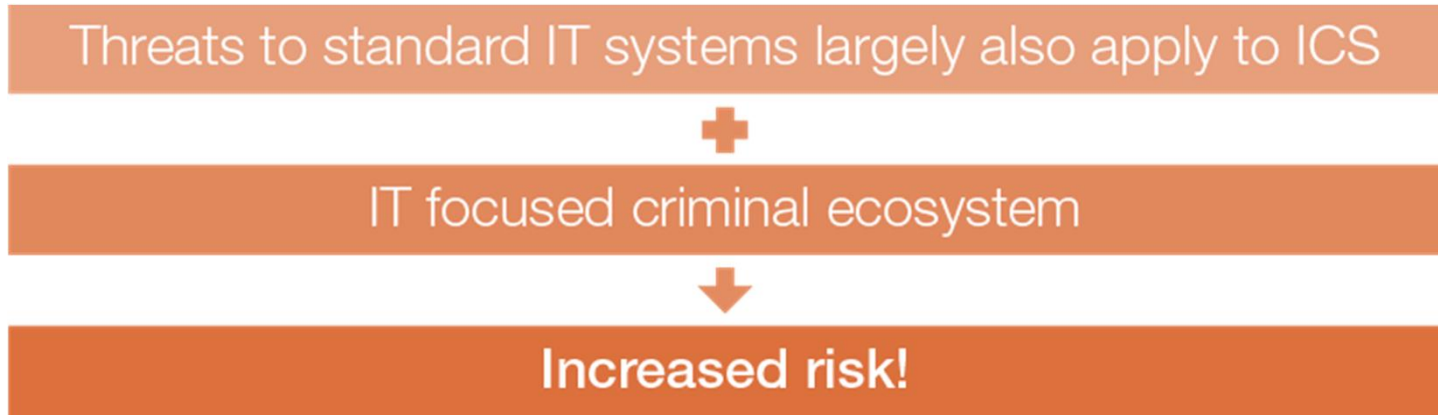 Threats to standard IT systems largely also apply to ICS
IT focused criminal ecosystem
Increased risk!